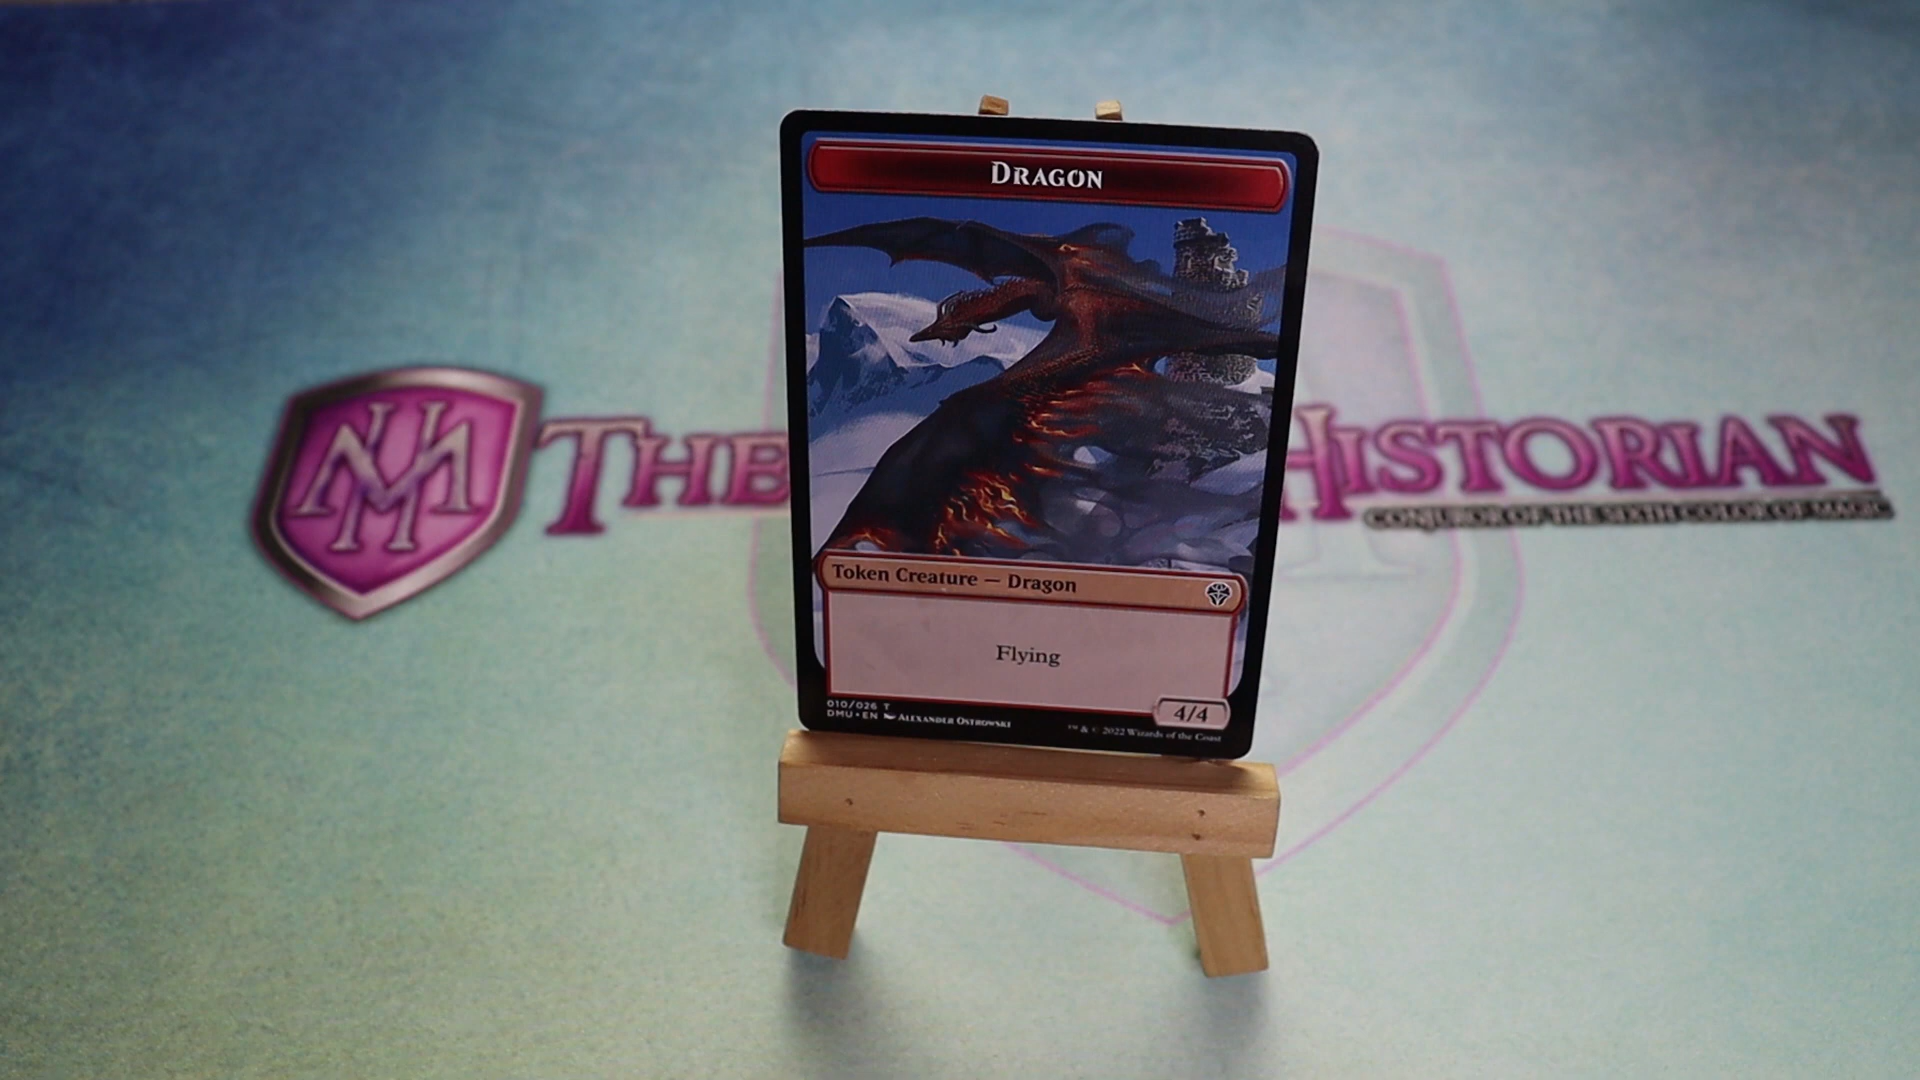 DRAGON
THE HISTORIAN
CONJUROR OF THE SIXTH COLOR OF MAGIC
Token Creature — Dragon
Flying
4/4
010/026 T
DMU • EN ALEXANDER OSTROWSKI
™ & © 2022 Wizards of the Coast